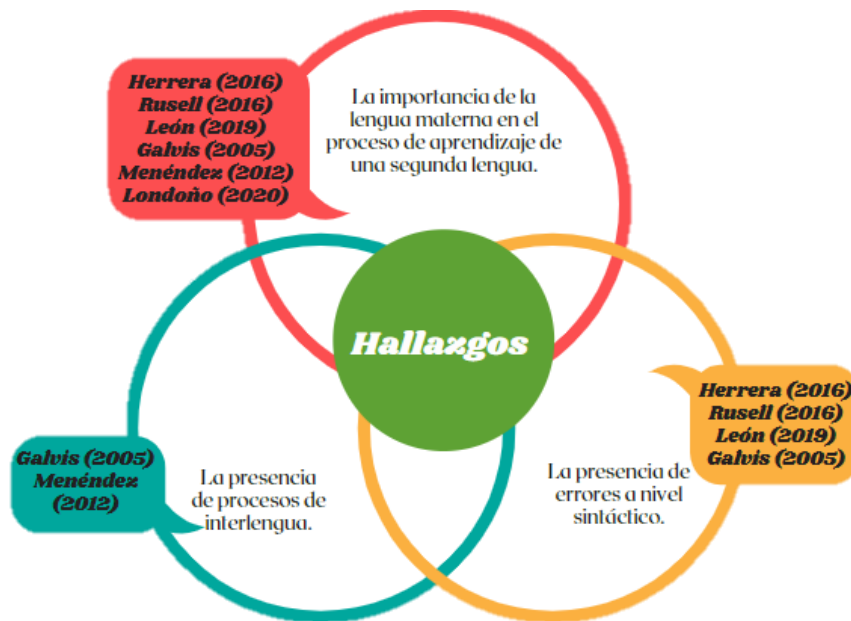 Herrera (2016)
Rusell (2016)
León (2019)
Galvis (2005)
Menéndez (2012)
Londoño (2020)
La importancia de la
lengua materna en el
proceso de aprendizaje de
una segunda lengua.
Hallazgos
Herrera (2016)
Rusell (2016)
León (2019)
Galvis (2005)
La presencia de
errores a nivel
sintáctico.
Galvis (2005)
Menéndez
(2012)
La presencia
de procesos de
interlengua.